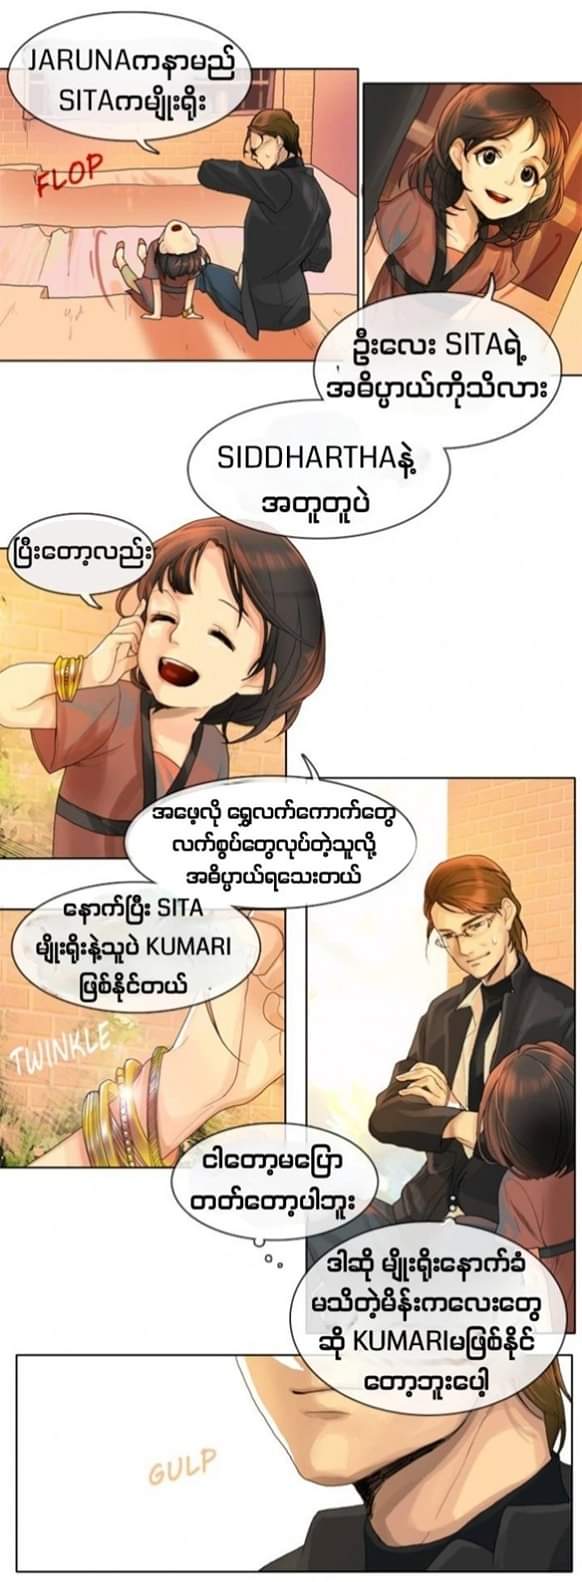 JARUNAကနာမည်
SITAကမျိုးရိုး
FLOP
ဦးလေး SITAရဲ့
အဓိပ္ပာယ်ကိုသိလား
SIDDHARTHAနဲ့
အတူတူပဲ
ပြီးတော့လည်း
အဖေ့လို ရွှေလက်ကောက်တွေ
လက်စွပ်တွေလုပ်တဲ့သူလို့
အဓိပ္ပာယ်ရသေးတယ်
နောက်ပြီး SITA
မျိုးရိုးနဲ့သူပဲ KUMARI
ဖြစ်နိုင်တယ်
TWINKLE
ငါတော့မပြော
တတ်တော့ပါဘူး
ဒါဆို မျိုးရိုးနောက်ခံ
မသိတဲ့မိန်းကလေးတွေ
ဆို KUMARIမဖြစ်နိုင်
တော့ဘူးပေါ့
GULP